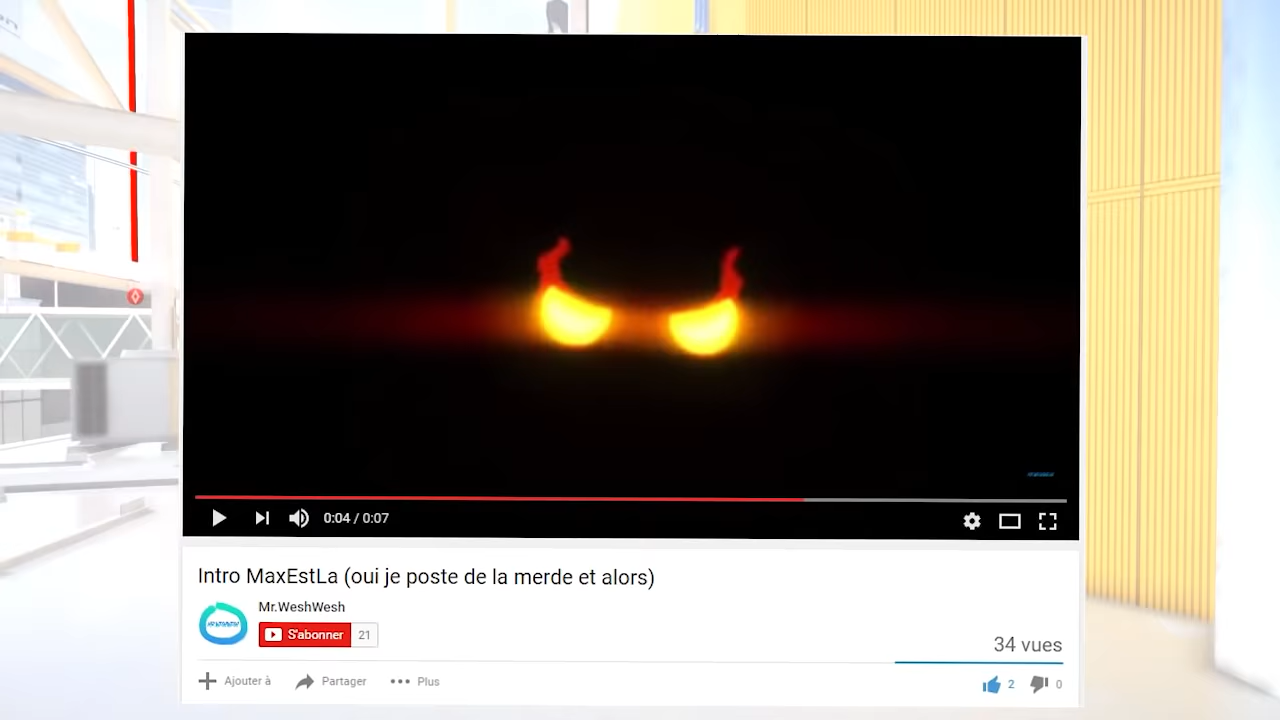 0:04 / 0:07
Intro MaxEstLa (oui je poste de la merde et alors)
Mr.WeshWesh
S'abonner 21
34 vues
Ajouter à Partager Plus
2 0